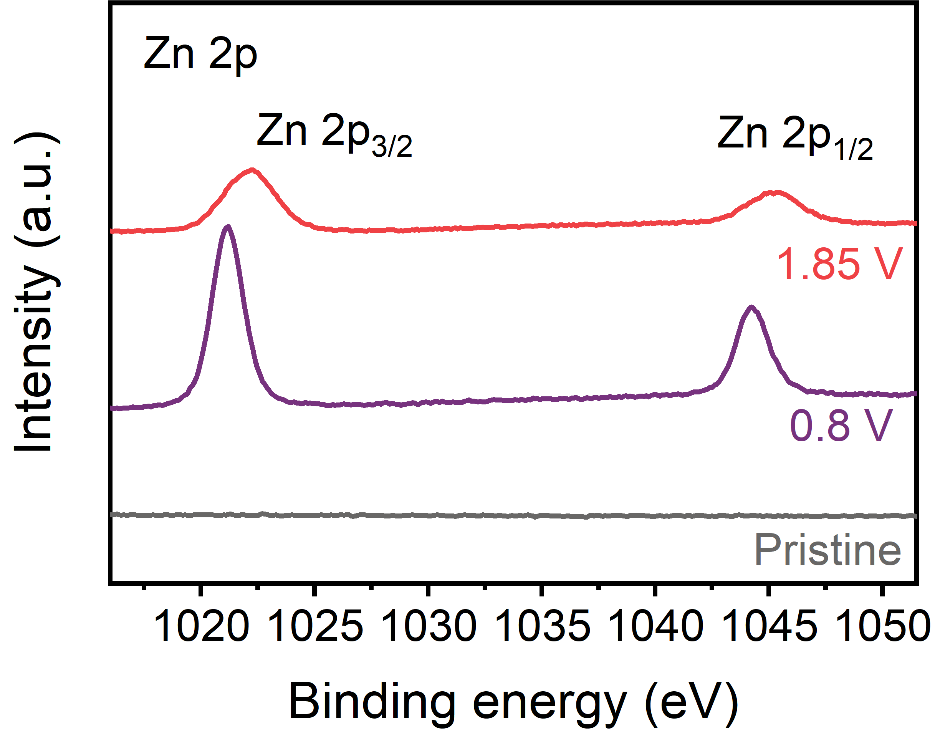 Zn 2p
Zn 2p3/2
Zn 2p1/2
1.85 V
0.8 V
Pristine
Intensity (a.u.)
1020 1025 1030 1035 1040 1045 1050
Binding energy (eV)